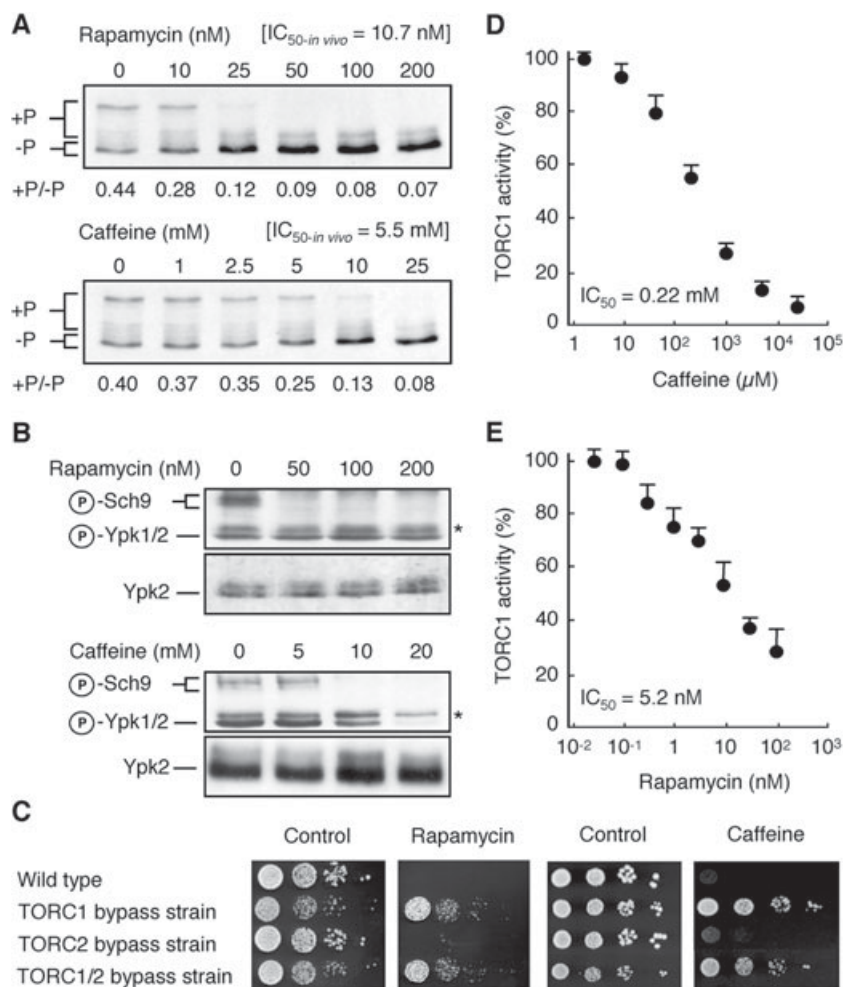 A
Rapamycin (nM) [IC50-in vivo = 10.7 nM]
0 10 25 50 100 200
+P
-P
+P/-P 0.44 0.28 0.12 0.09 0.08 0.07
Caffeine (mM) [IC50-in vivo = 5.5 mM]
0 1 2.5 5 10 25
+P
-P
+P/-P 0.40 0.37 0.35 0.25 0.13 0.08
B
Rapamycin (nM) 0 50 100 200
P-Sch9
P-Ypk1/2 *
Ypk2
Caffeine (mM) 0 5 10 20
P-Sch9
P-Ypk1/2 *
Ypk2
D
TORC1 activity (%)
100
80
60
40
20
0
IC50 = 0.22 mM
1 10 10² 10³ 10⁴ 10⁵
Caffeine (µM)
E
TORC1 activity (%)
100
80
60
40
20
0
IC50 = 5.2 nM
10⁻² 10⁻¹ 1 10 10² 10³
Rapamycin (nM)
C
Control Rapamycin Control Caffeine
Wild type
TORC1 bypass strain
TORC2 bypass strain
TORC1/2 bypass strain